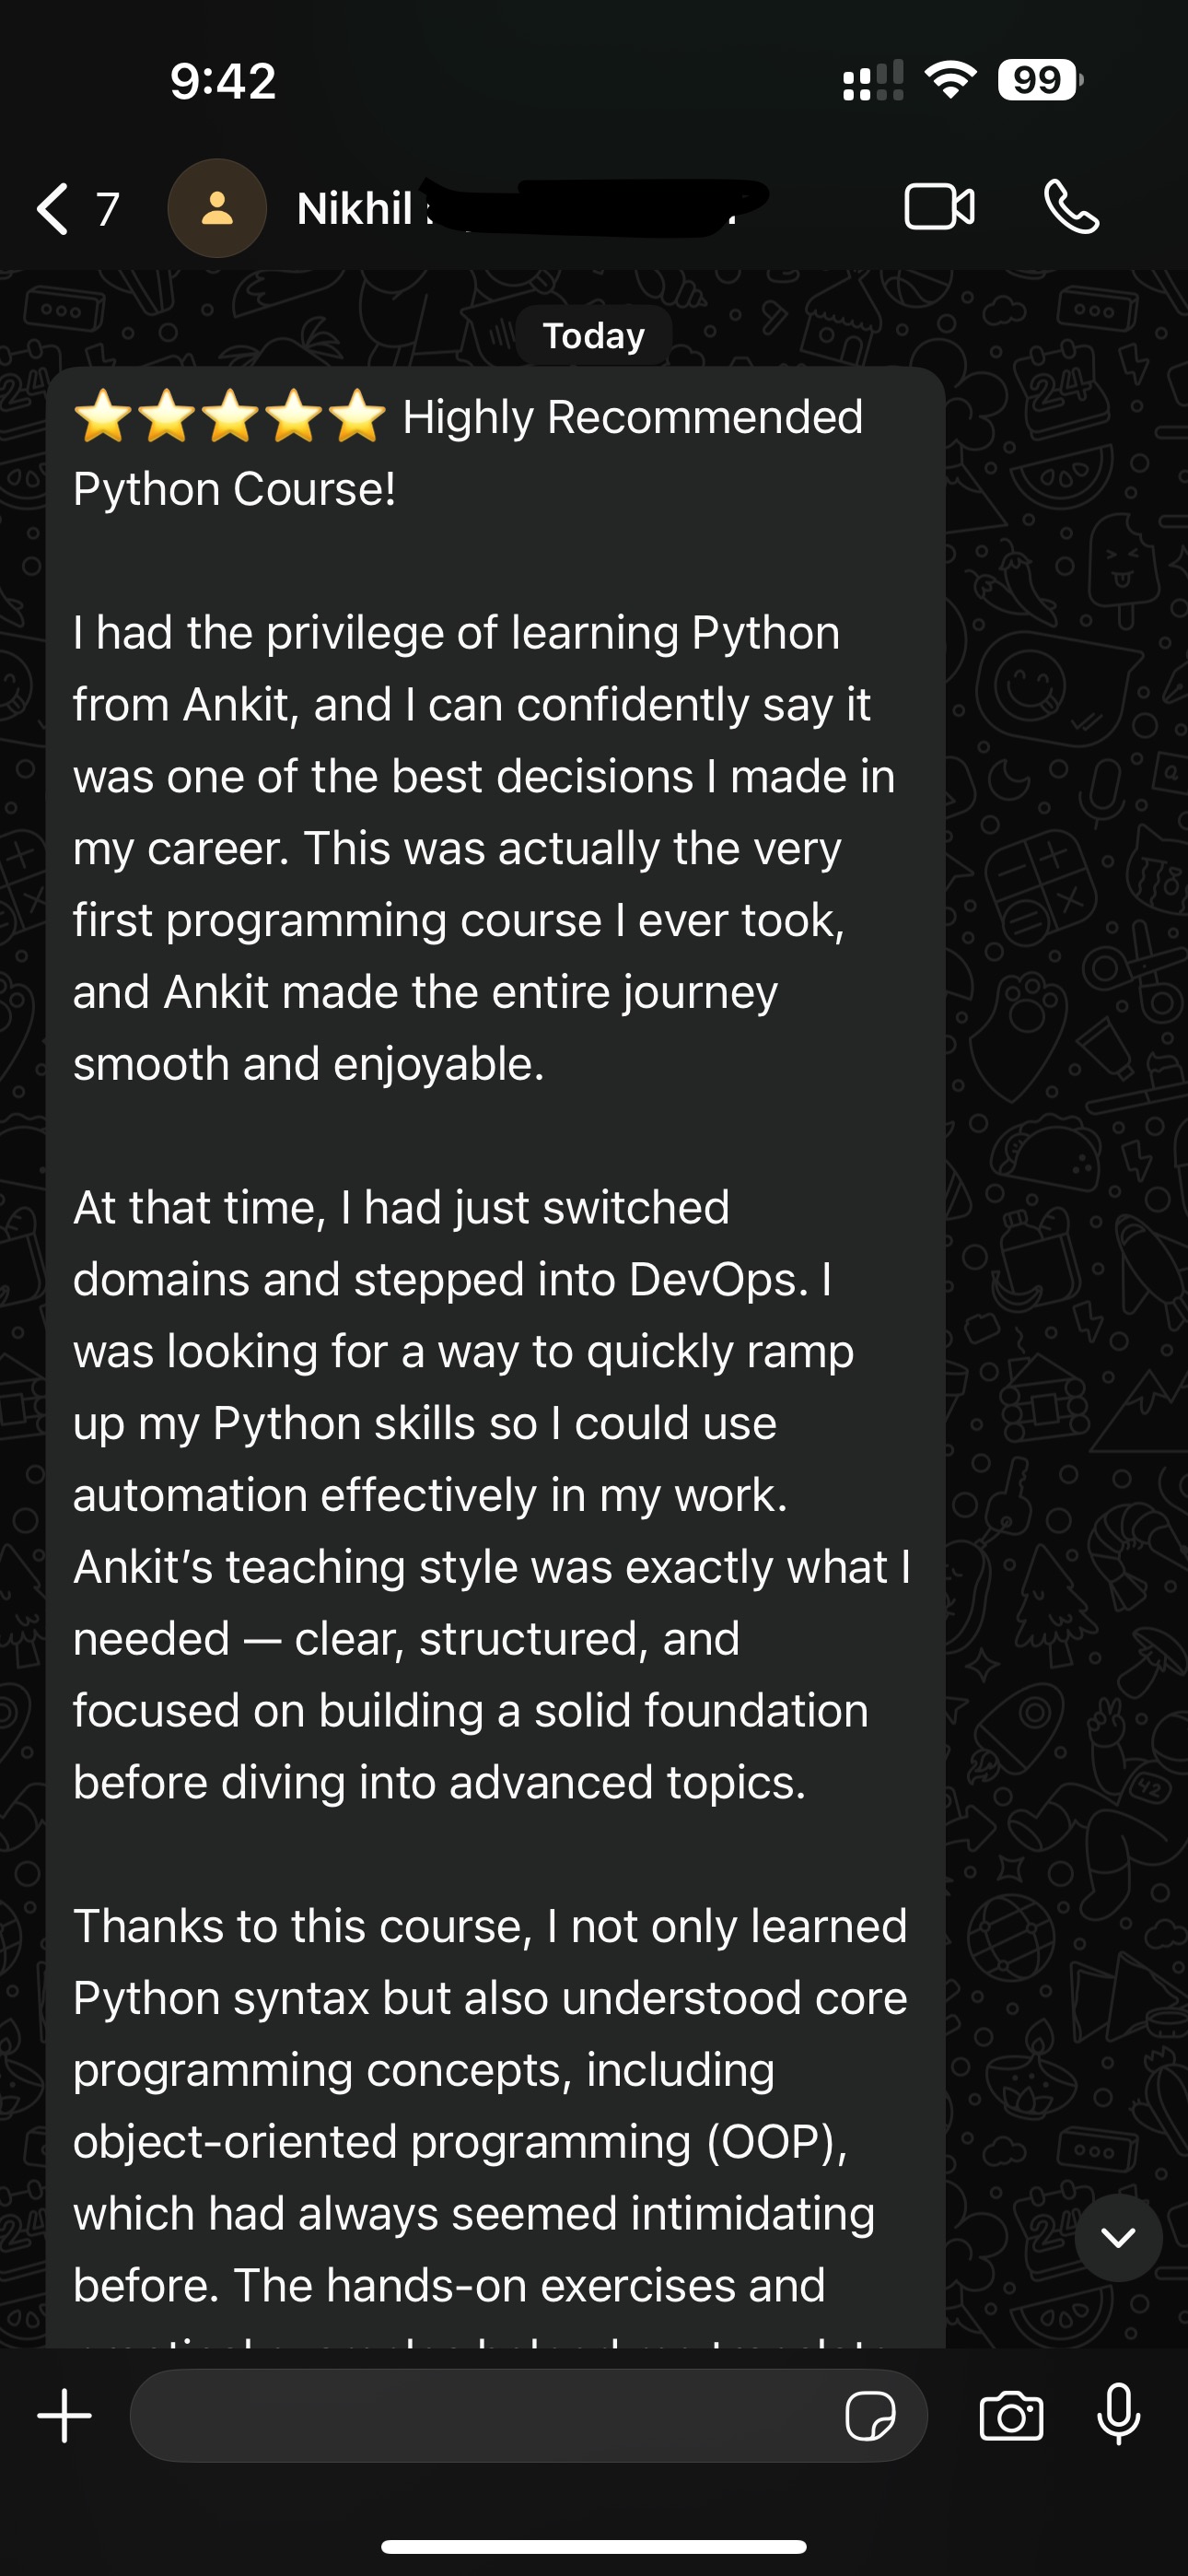 9:42
99
7
Nikhil
Today
⭐⭐⭐⭐⭐ Highly Recommended
Python Course!
I had the privilege of learning Python
from Ankit, and I can confidently say it
was one of the best decisions I made in
my career. This was actually the very
first programming course I ever took,
and Ankit made the entire journey
smooth and enjoyable.
At that time, I had just switched
domains and stepped into DevOps. I
was looking for a way to quickly ramp
up my Python skills so I could use
automation effectively in my work.
Ankit’s teaching style was exactly what I
needed — clear, structured, and
focused on building a solid foundation
before diving into advanced topics.
Thanks to this course, I not only learned
Python syntax but also understood core
programming concepts, including
object-oriented programming (OOP),
which had always seemed intimidating
before. The hands-on exercises and